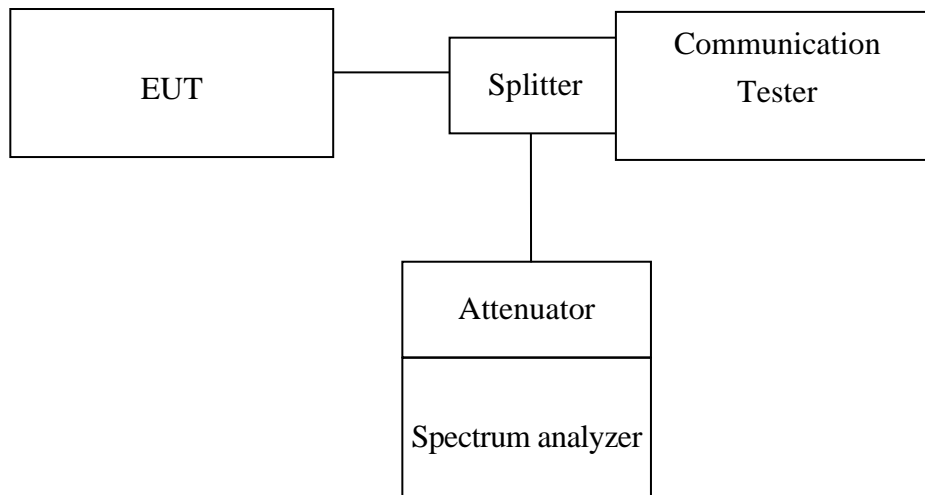 EUT
Splitter
Communication
Tester
Attenuator
Spectrum analyzer